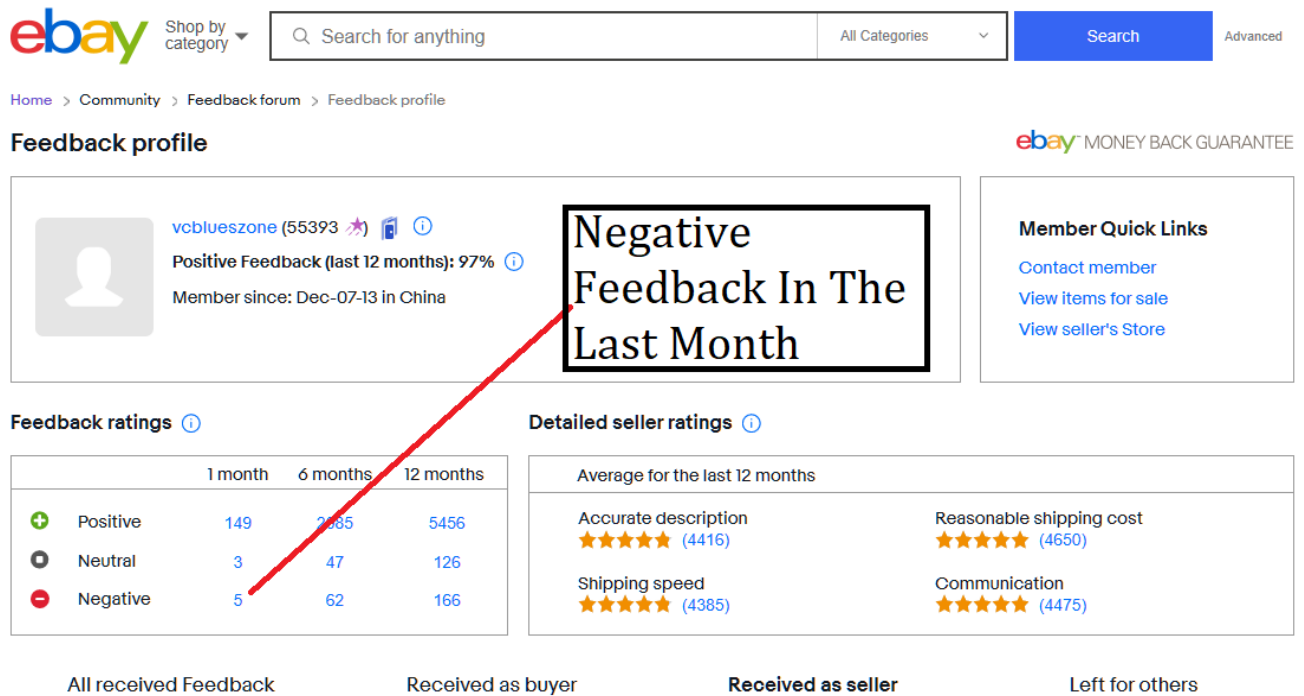 ebay
Shop by
category
Search for anything
All Categories
Search
Advanced
Home > Community > Feedback forum > Feedback profile
Feedback profile
ebay™ MONEY BACK GUARANTEE
vcblueszone (55393)
Positive Feedback (last 12 months): 97%
Member since: Dec-07-13 in China
Negative
Feedback In The
Last Month
Member Quick Links
Contact member
View items for sale
View seller's Store
Feedback ratings
1 month 6 months 12 months
Positive 149 5456
Neutral 3 47 126
Negative 5 62 166
Detailed seller ratings
Average for the last 12 months
Accurate description
(4416)
Reasonable shipping cost
(4650)
Shipping speed
(4385)
Communication
(4475)
All received Feedback
Received as buyer
Received as seller
Left for others